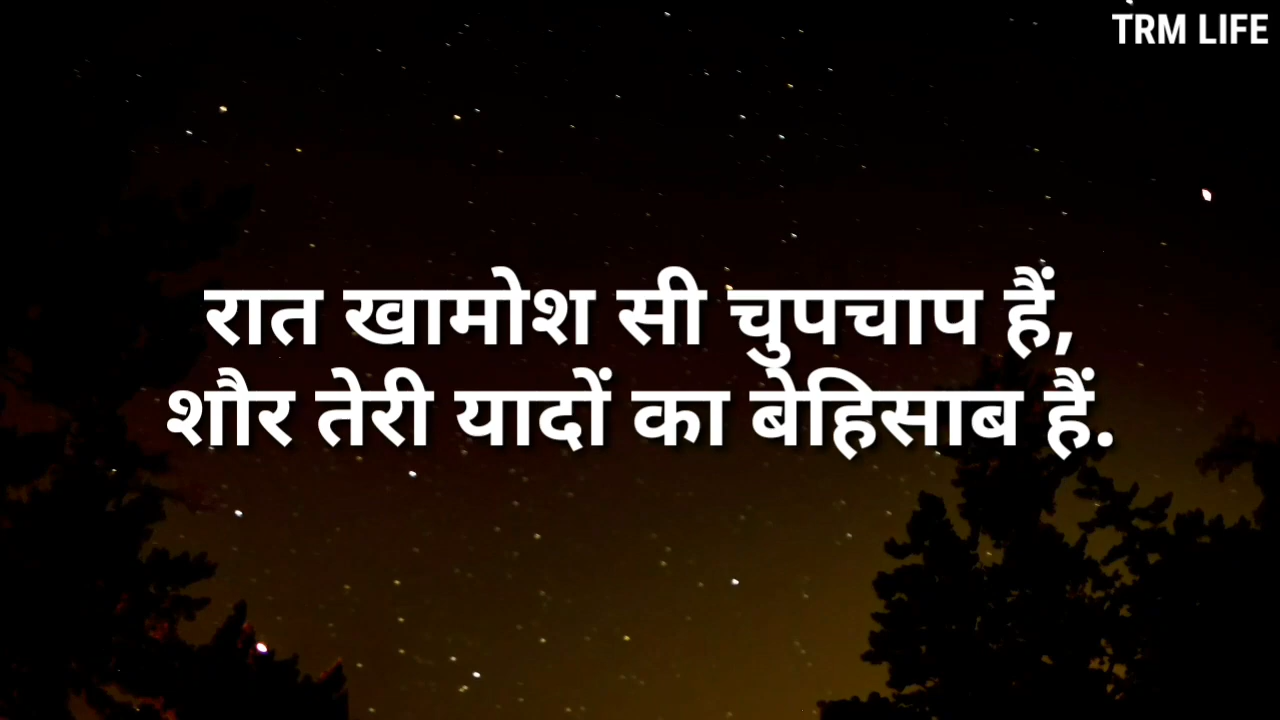 TRM LIFE
रात खामोश सी चुपचाप हैं,
शौर तेरी यादों का बेहिसाब हैं.